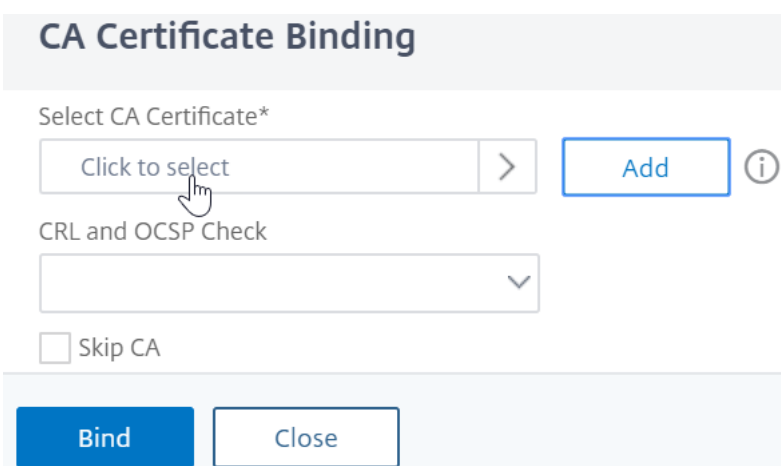 CA Certificate Binding
Select CA Certificate*
Click to select
Add
CRL and OCSP Check
Skip CA
Bind
Close